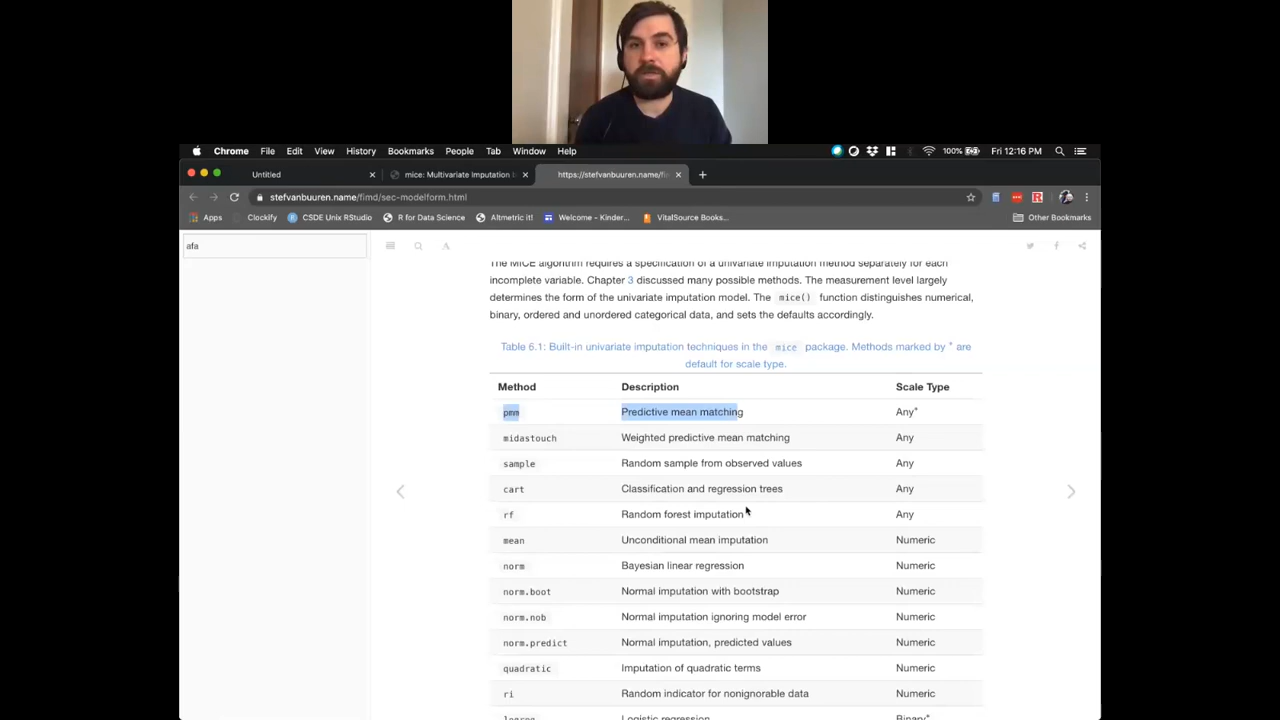 Chrome File Edit View History Bookmarks People Tab Window Help 100% Fri 12:16 PM
Untitled mice: Multivariate Imputation https://stefvanbuuren.name/fi
stefvanbuuren.name/fimd/sec-modelform.html
Apps Clockify CSDE Unix RStudio R for Data Science Altmetric it! Welcome - Kinder... VitalSource Books... Other Bookmarks
afa
The MICE algorithm requires a specification of a univariate imputation method separately for each
incomplete variable. Chapter 3 discussed many possible methods. The measurement level largely
determines the form of the univariate imputation model. The mice() function distinguishes numerical,
binary, ordered and unordered categorical data, and sets the defaults accordingly.
Table 6.1: Built-in univariate imputation techniques in the mice package. Methods marked by * are
default for scale type.
Method Description Scale Type
pmm Predictive mean matching Any*
midastouch Weighted predictive mean matching Any
sample Random sample from observed values Any
cart Classification and regression trees Any
rf Random forest imputation Any
mean Unconditional mean imputation Numeric
norm Bayesian linear regression Numeric
norm.boot Normal imputation with bootstrap Numeric
norm.nob Normal imputation ignoring model error Numeric
norm.predict Normal imputation, predicted values Numeric
quadratic Imputation of quadratic terms Numeric
ri Random indicator for nonignorable data Numeric
logreg Logistic regression Binary*